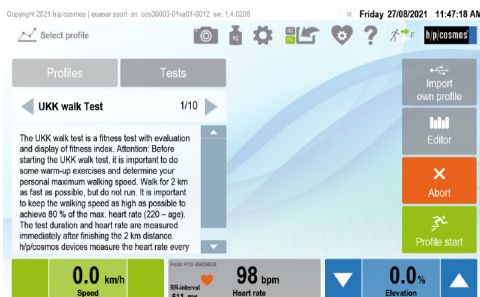 Copyright 2021 h/p/cosmos | quasar sport sn. cos30003-01va01-0012 sw. 1.4.0206
Friday 27/08/2021 11:47:18 AM
Select profile
F
h/p/cosmos
Profiles
Tests
UKK walk Test
1/10
The UKK walk test is a fitness test with evaluation
and display of fitness index. Attention: Before
starting the UKK walk test, it is important to do
some warm-up exercises and determine your
personal maximum walking speed. Walk for 2 km
as fast as possible, but do not run. It is important
to keep the walking speed as high as possible to
achieve 80 % of the max. heart rate (220 – age).
The test duration and heart rate are measured
immediately after finishing the 2 km distance.
h/p/cosmos devices measure the heart rate every
Import
own profile
Editor
Abort
Profile start
0.0 km/h
Speed
Polar H10
RR-interval
811 ms
98 bpm
Heart rate
0.0 %
Elevation